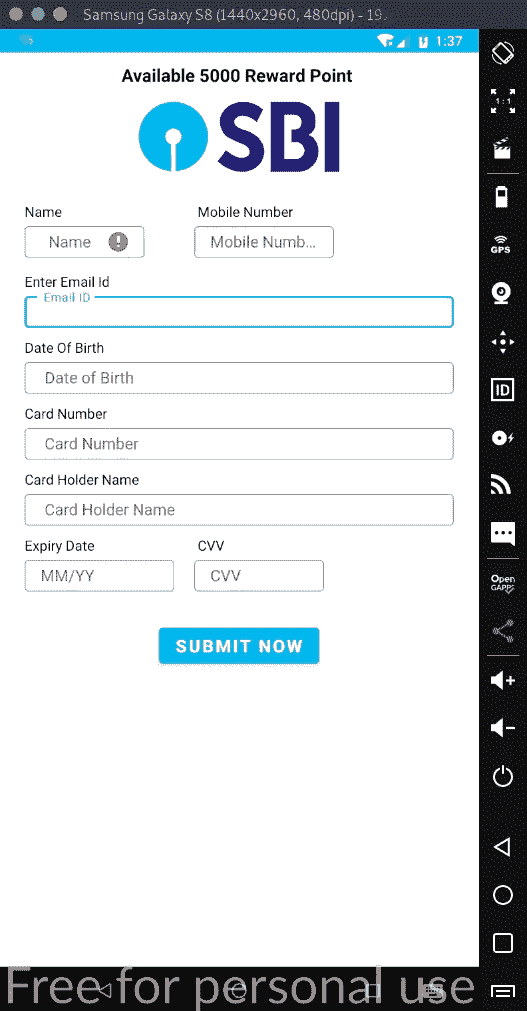 Samsung Galaxy S8 (1440x2960, 480dpi) - 19.
1:37
Available 5000 Reward Point
SBI
Name Mobile Number
Name Mobile Numb...
Enter Email Id
Email ID
Date Of Birth
Date of Birth
Card Number
Card Number
Card Holder Name
Card Holder Name
Expiry Date CVV
MM/YY CVV
SUBMIT NOW
1:1
GPS
ID
Open
GAPPS
Free for personal use